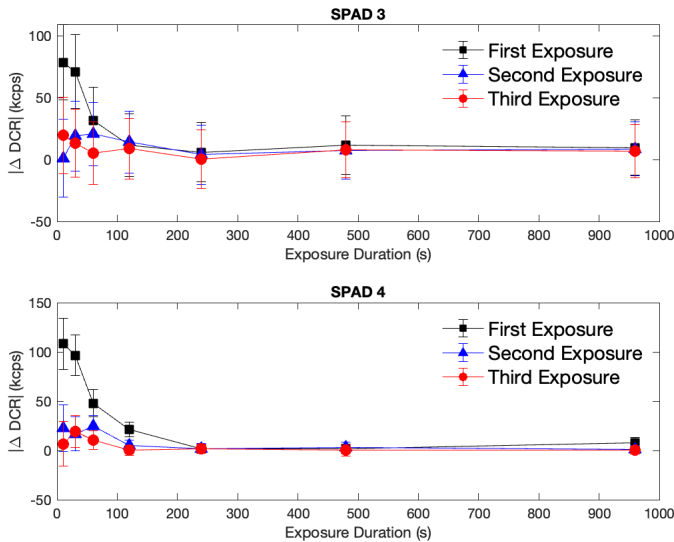 SPAD 3
100
50
0
-50
|Δ DCR| (kcps)
First Exposure
Second Exposure
Third Exposure
0 100 200 300 400 500 600 700 800 900 1000
Exposure Duration (s)
SPAD 4
150
100
50
0
-50
|Δ DCR| (kcps)
First Exposure
Second Exposure
Third Exposure
0 100 200 300 400 500 600 700 800 900 1000
Exposure Duration (s)